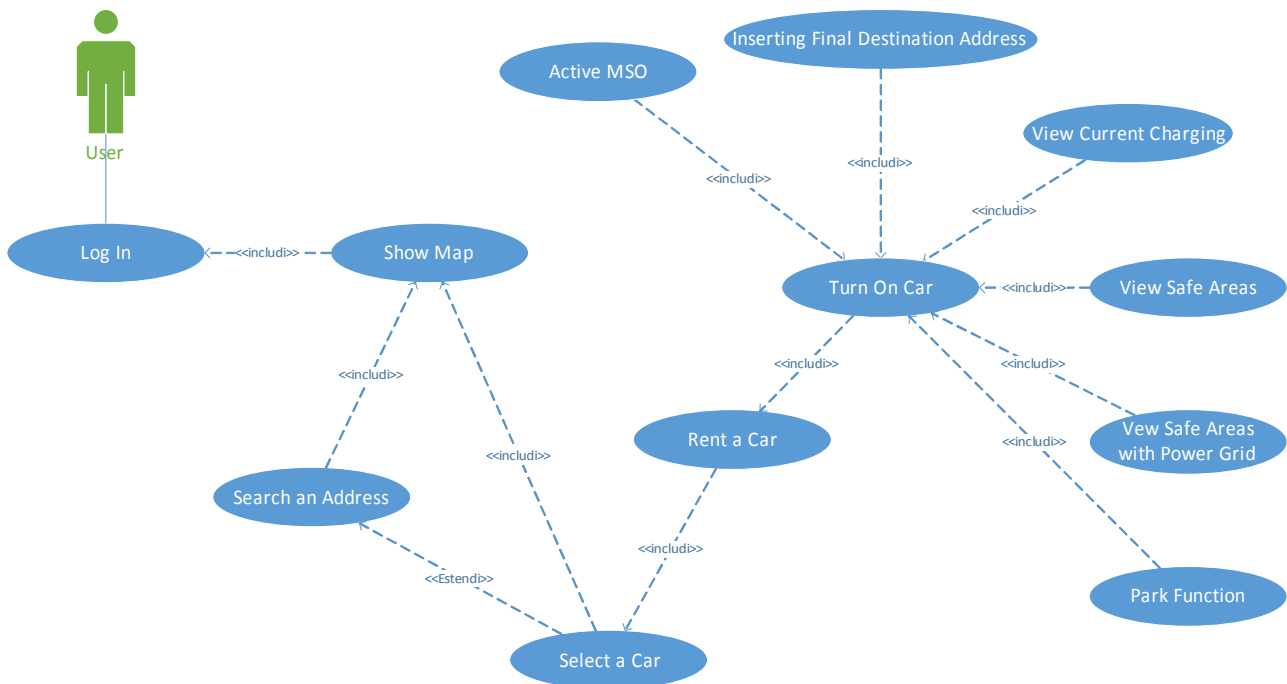 Inserting Final Destination Address
Active MSO
View Current Charging
User
<<includi>>
<<includi>>
<<includi>>
Log In
<<includi>>
Show Map
Turn On Car
<<includi>>
View Safe Areas
<<includi>>
<<includi>>
<<includi>>
Rent a Car
Vew Safe Areas
with Power Grid
<<includi>>
<<includi>>
Search an Address
<<includi>>
<<Estendi>>
Park Function
Select a Car